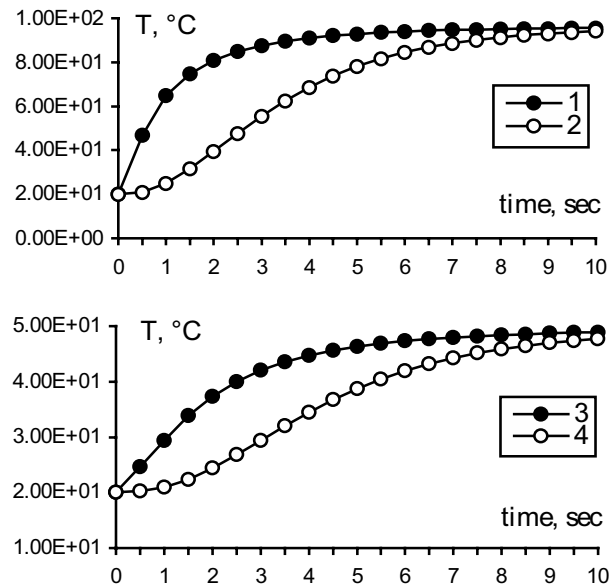 1.00E+02
T, °C
8.00E+01
6.00E+01
1
4.00E+01
2
2.00E+01
time, sec
0.00E+00
0 1 2 3 4 5 6 7 8 9 10
5.00E+01
T, °C
4.00E+01
3
3.00E+01
4
2.00E+01
time, sec
1.00E+01
0 1 2 3 4 5 6 7 8 9 10